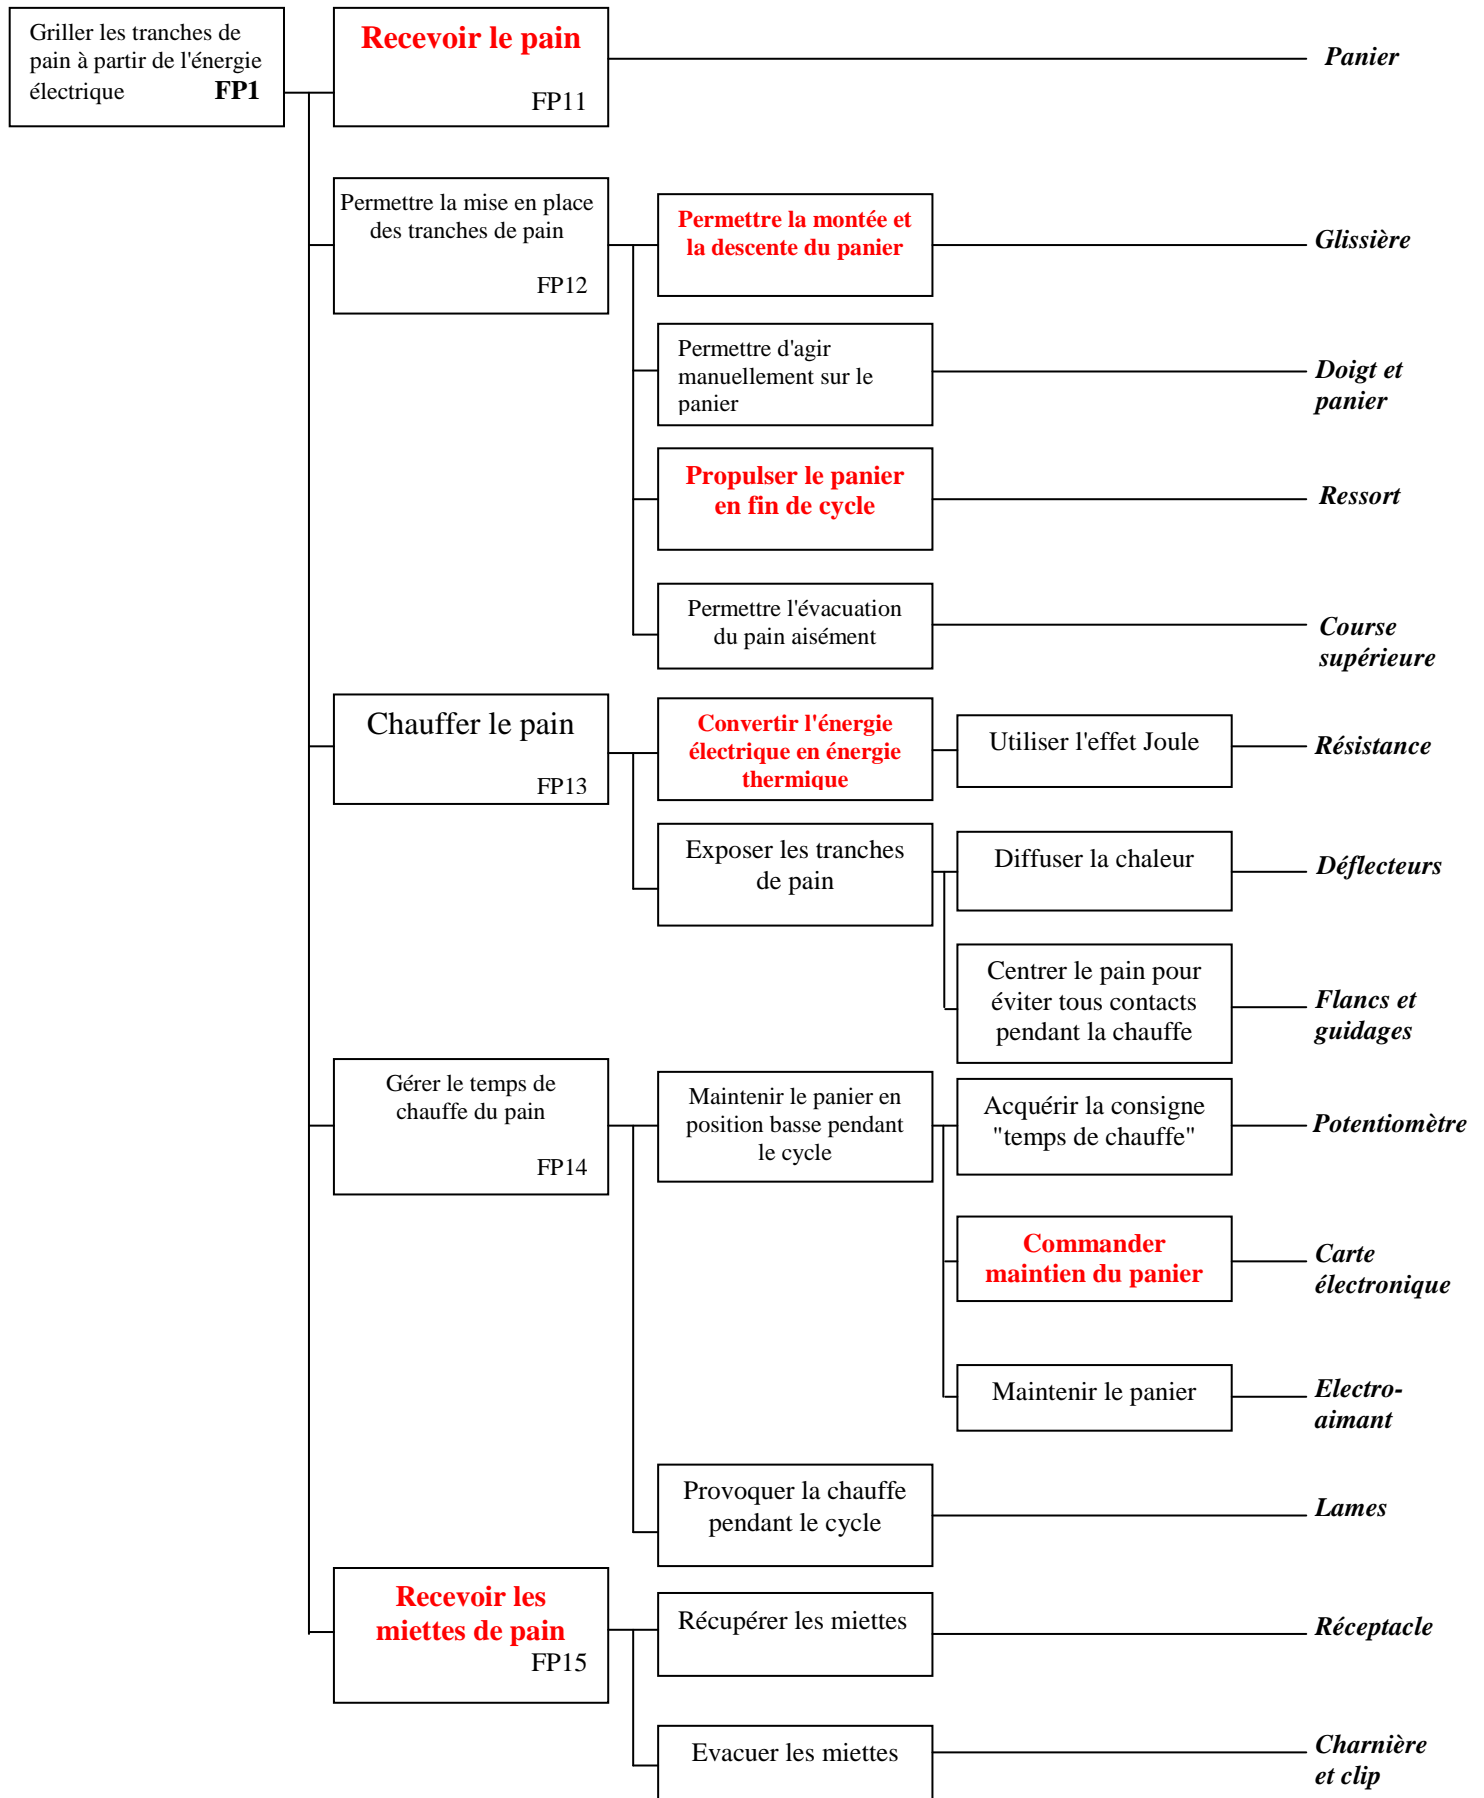 Griller les tranches de
pain à partir de l'énergie
électrique FP1
Recevoir le pain
FP11
Panier
Permettre la mise en place
des tranches de pain
FP12
Permettre la montée et
la descente du panier
Glissière
Permettre d'agir
manuellement sur le
panier
Doigt et
panier
Propulser le panier
en fin de cycle
Ressort
Permettre l'évacuation
du pain aisément
Course
supérieure
Chauffer le pain
FP13
Convertir l'énergie
électrique en énergie
thermique
Utiliser l'effet Joule
Résistance
Exposer les tranches
de pain
Diffuser la chaleur
Déflecteurs
Centrer le pain pour
éviter tous contacts
pendant la chauffe
Flancs et
guidages
Gérer le temps de
chauffe du pain
FP14
Maintenir le panier en
position basse pendant
le cycle
Acquérir la consigne
"temps de chauffe"
Potentiomètre
Commander
maintien du panier
Carte
électronique
Maintenir le panier
Electro-
aimant
Provoquer la chauffe
pendant le cycle
Lames
Recevoir les
miettes de pain
FP15
Récupérer les miettes
Réceptacle
Evacuer les miettes
Charnière
et clip